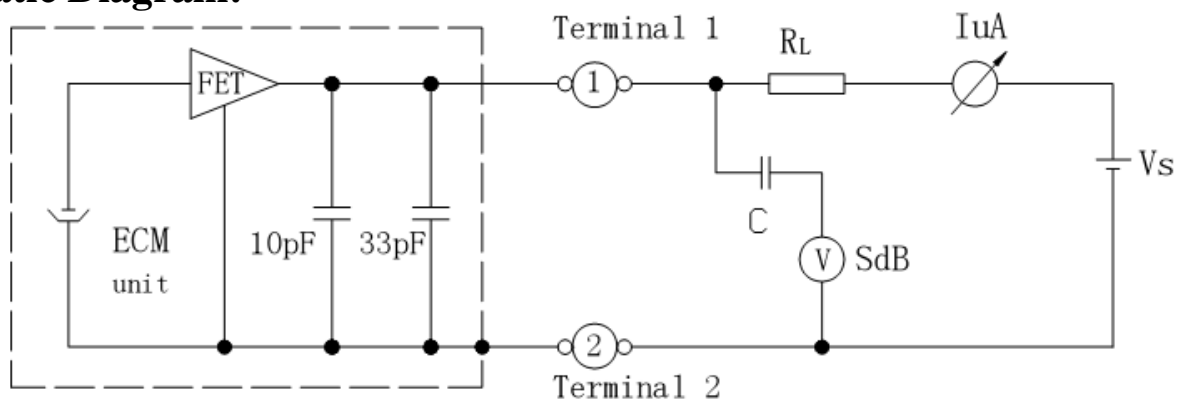 atic Diagram:
Terminal 1
RL
IuA
FET
1
Vs
ECM
unit
10pF
33pF
C
V
SdB
2
Terminal 2